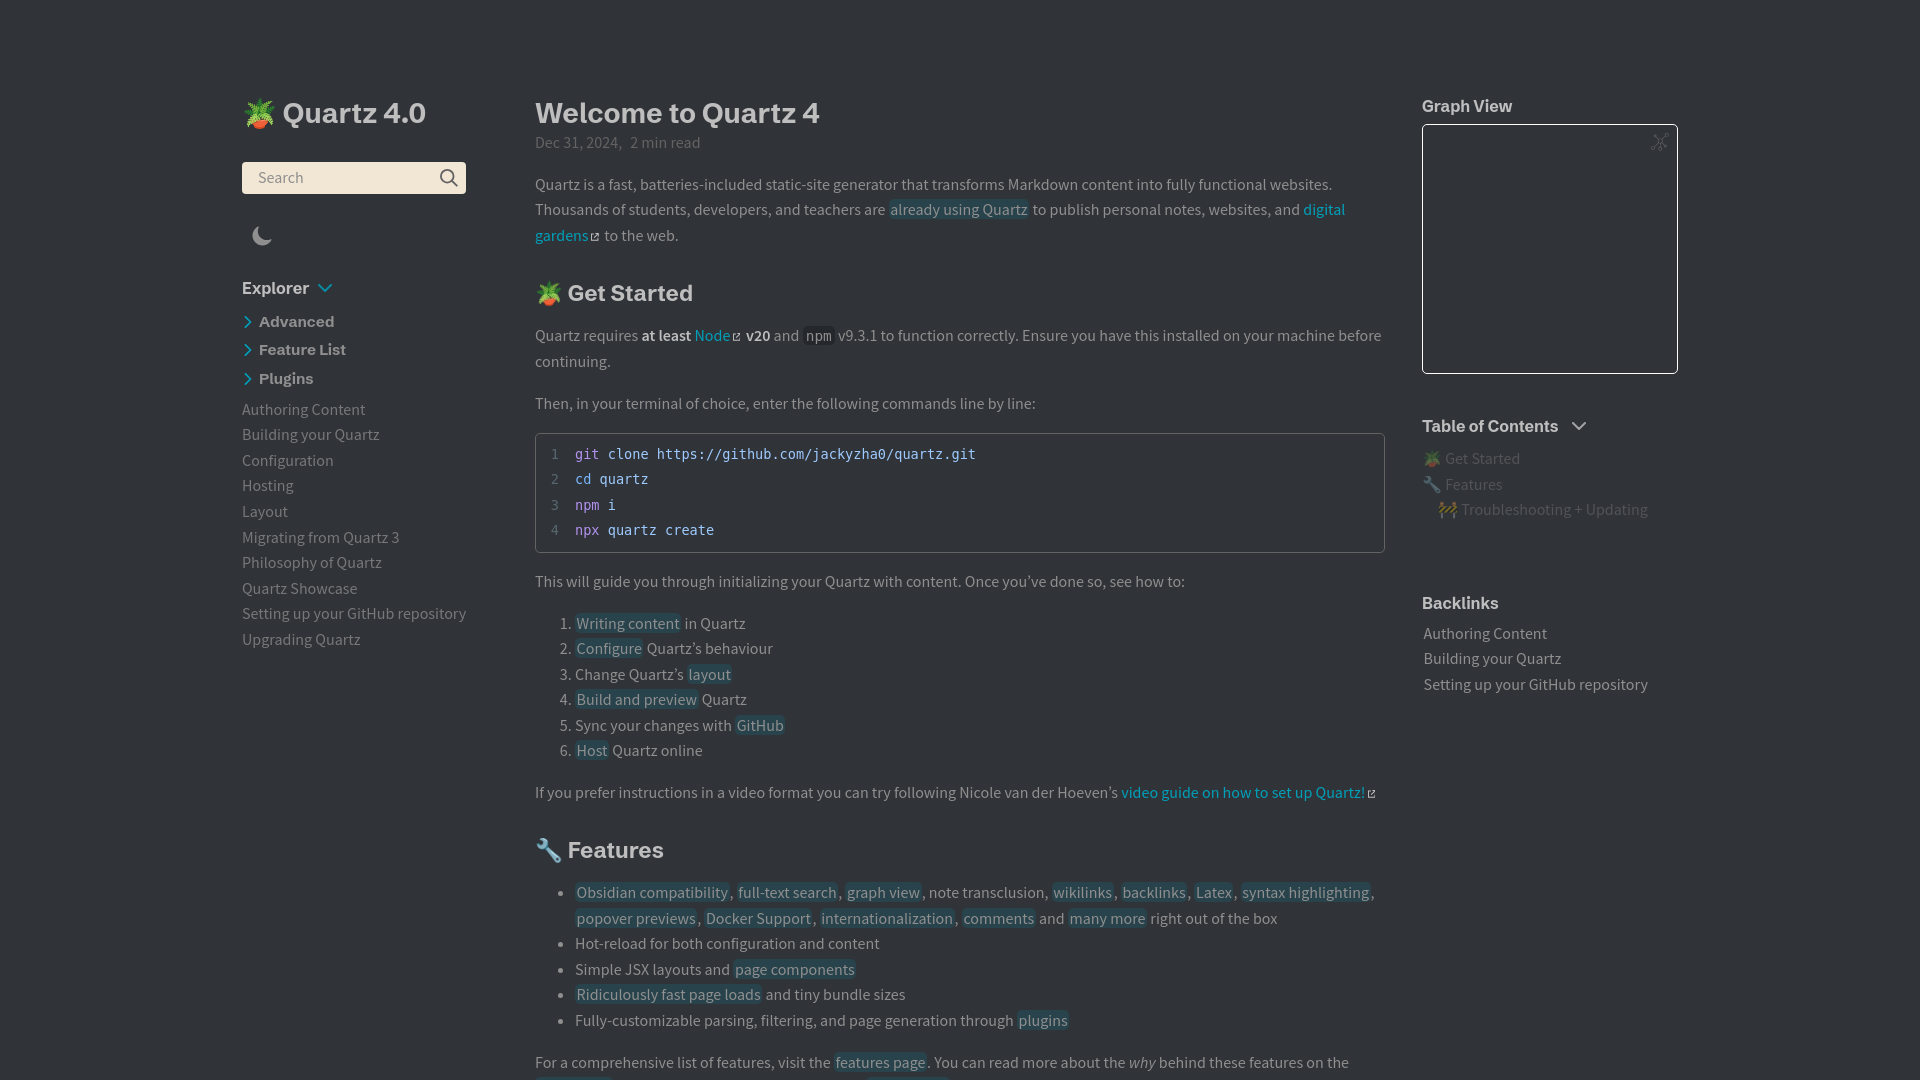 🪴 Quartz 4.0
Search
Explorer
Advanced
Feature List
Plugins
Authoring Content
Building your Quartz
Configuration
Hosting
Layout
Migrating from Quartz 3
Philosophy of Quartz
Quartz Showcase
Setting up your GitHub repository
Upgrading Quartz
Welcome to Quartz 4
Dec 31, 2024, 2 min read
Quartz is a fast, batteries-included static-site generator that transforms Markdown content into fully functional websites.
Thousands of students, developers, and teachers are already using Quartz to publish personal notes, websites, and digital
gardens to the web.
🪴 Get Started
Quartz requires at least Node v20 and npm v9.3.1 to function correctly. Ensure you have this installed on your machine before
continuing.
Then, in your terminal of choice, enter the following commands line by line:
1 git clone https://github.com/jackyzha0/quartz.git
2 cd quartz
3 npm i
4 npx quartz create
This will guide you through initializing your Quartz with content. Once you’ve done so, see how to:
1. Writing content in Quartz
2. Configure Quartz’s behaviour
3. Change Quartz’s layout
4. Build and preview Quartz
5. Sync your changes with GitHub
6. Host Quartz online
If you prefer instructions in a video format you can try following Nicole van der Hoeven’s video guide on how to set up Quartz!
🔧 Features
• Obsidian compatibility, full-text search, graph view, note transclusion, wikilinks, backlinks, Latex, syntax highlighting,
popover previews, Docker Support, internationalization, comments and many more right out of the box
• Hot-reload for both configuration and content
• Simple JSX layouts and page components
• Ridiculously fast page loads and tiny bundle sizes
• Fully-customizable parsing, filtering, and page generation through plugins
For a comprehensive list of features, visit the features page. You can read more about the why behind these features on the
Graph View
Table of Contents
🪴 Get Started
🔧 Features
🚧 Troubleshooting + Updating
Backlinks
Authoring Content
Building your Quartz
Setting up your GitHub repository